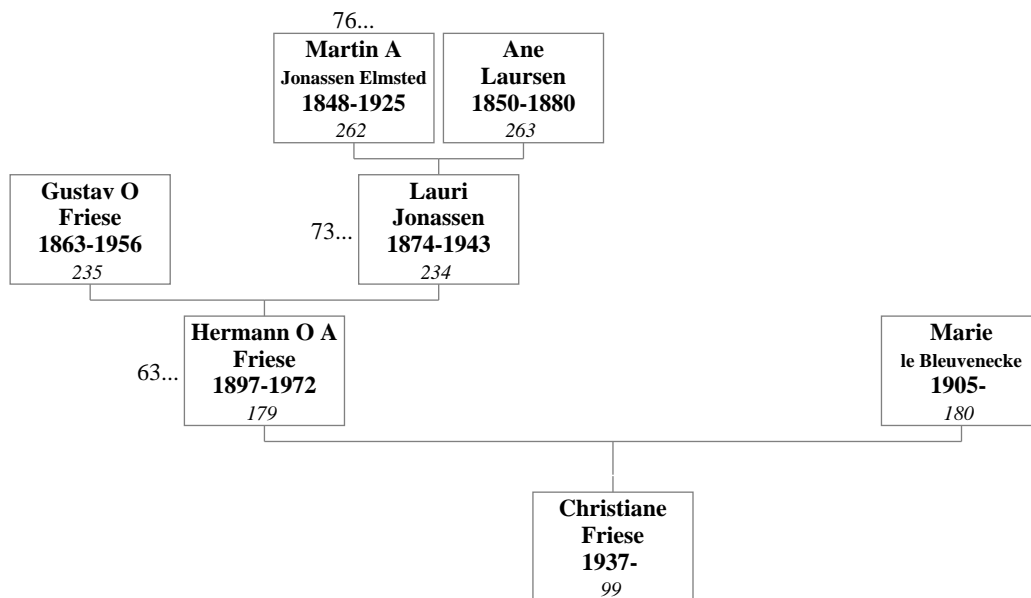 76...
Martin A
Jonassen Elmsted
1848-1925
262
Ane
Laursen
1850-1880
263
Gustav O
Friese
1863-1956
235
73...
Lauri
Jonassen
1874-1943
234
63...
Hermann O A
Friese
1897-1972
179
Marie
le Bleuvenecke
1905-
180
Christiane
Friese
1937-
99